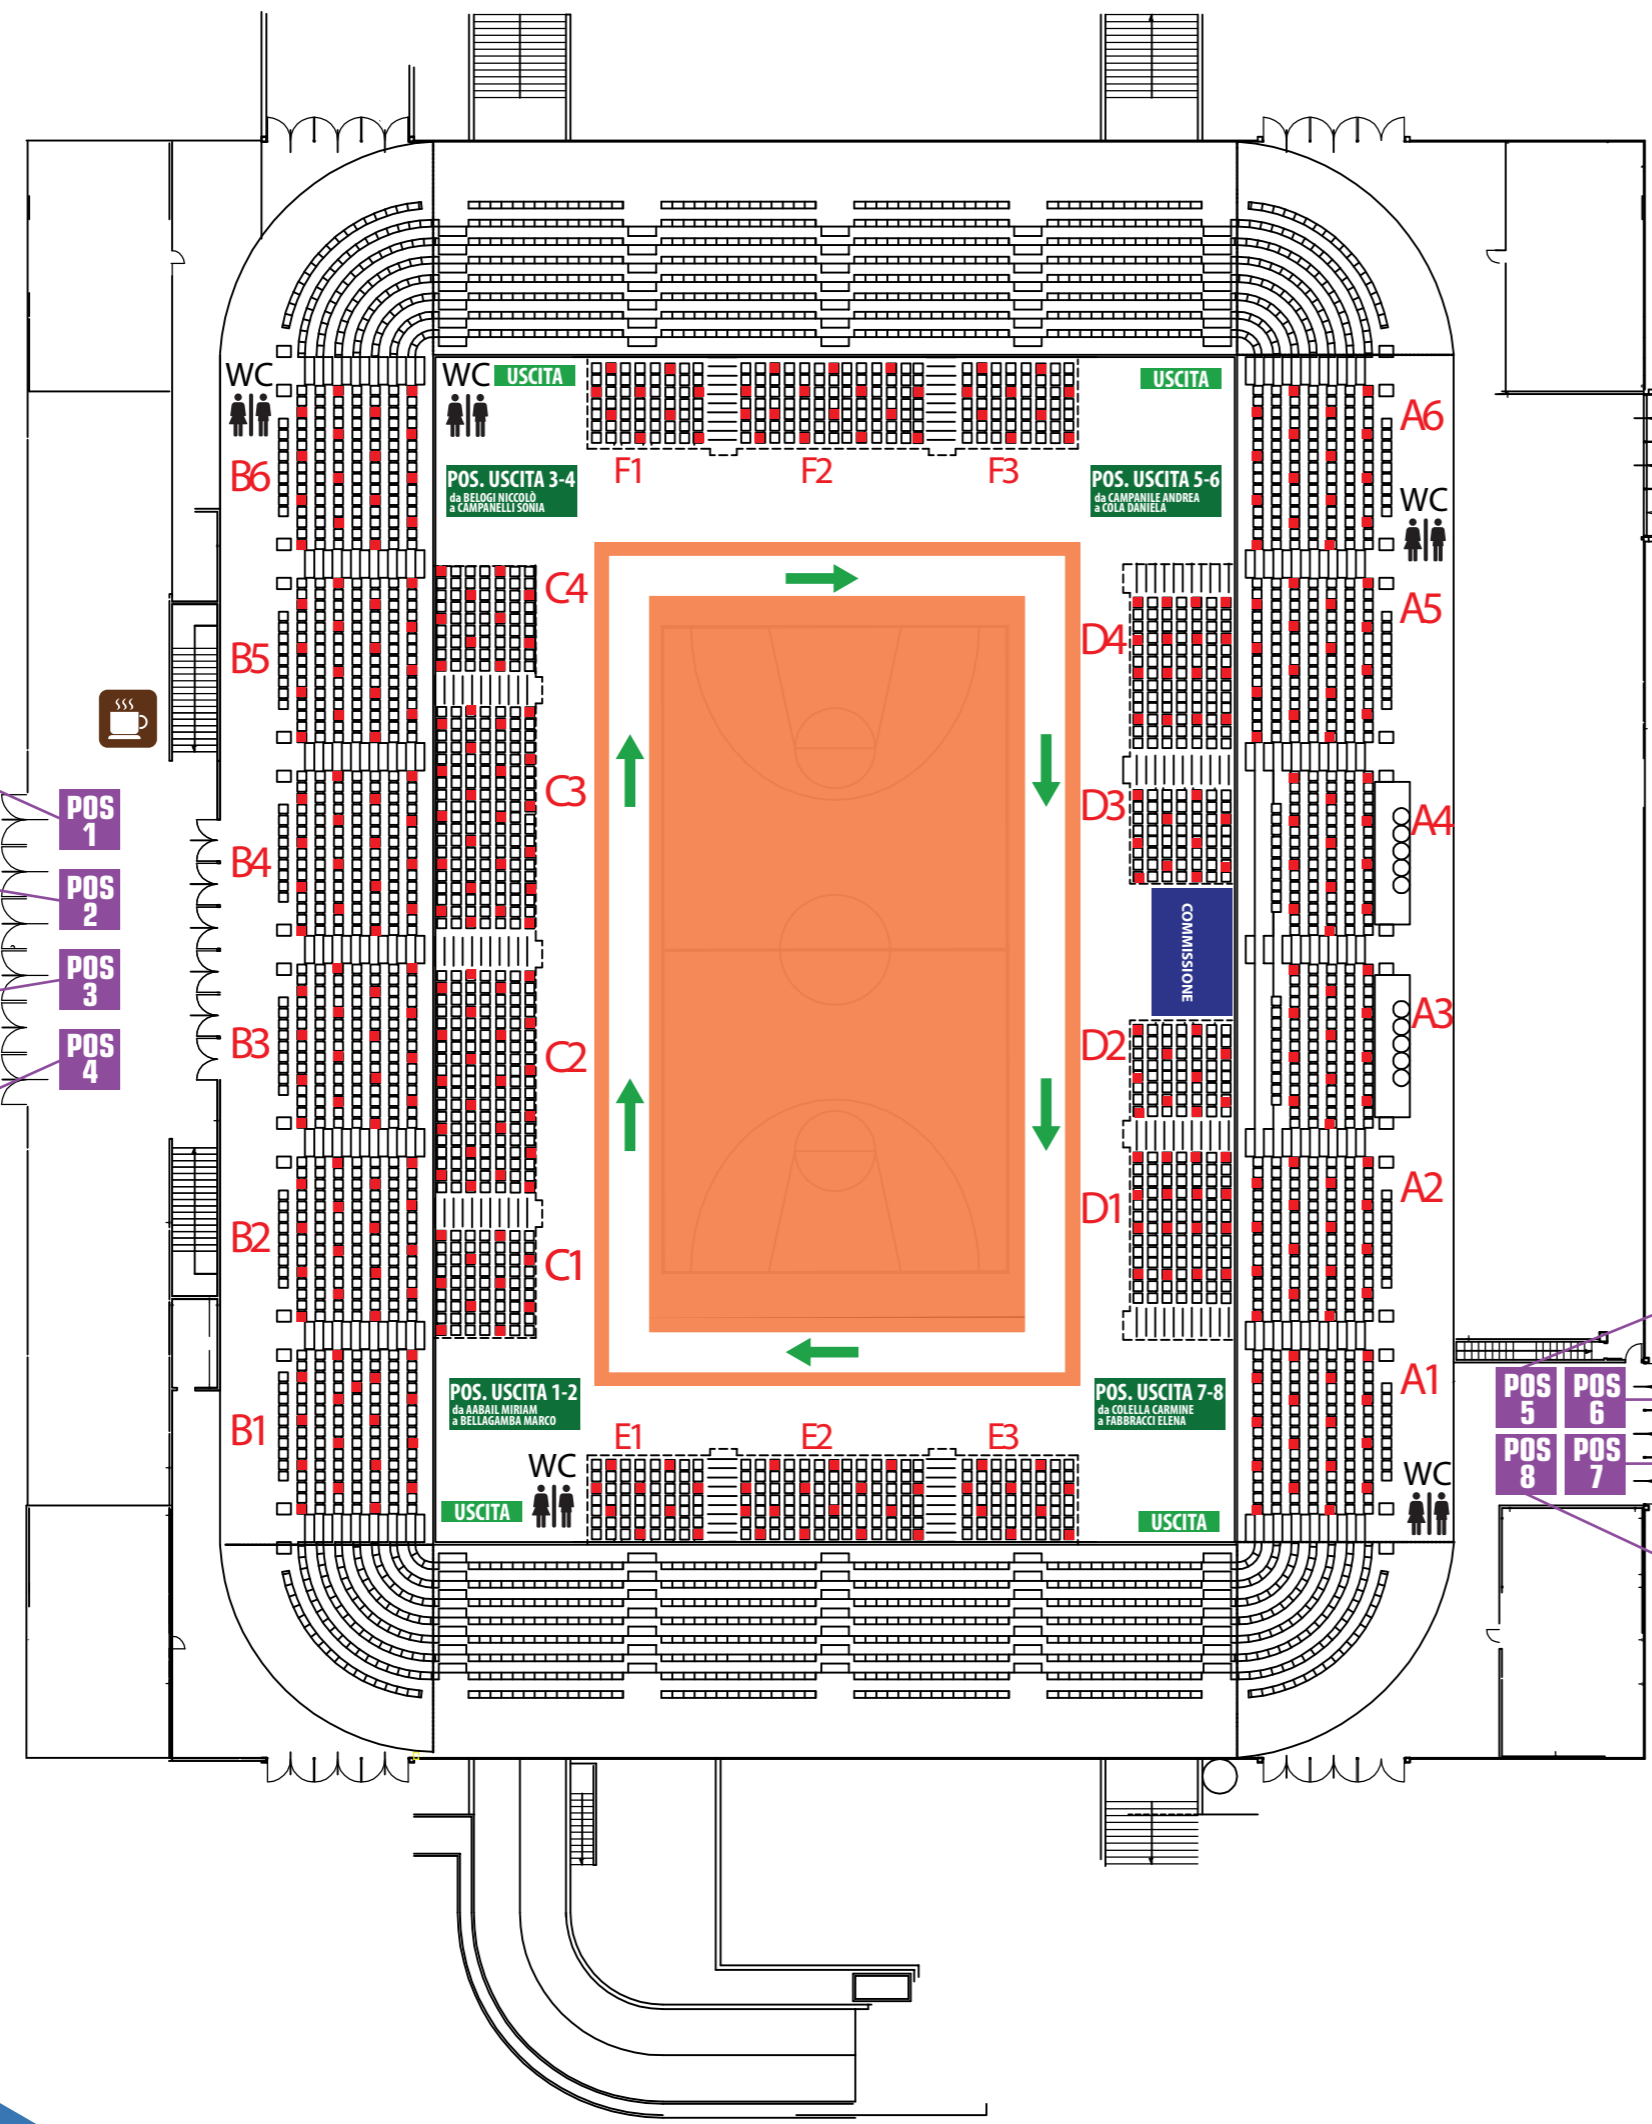 WC
WC
USCITA
USCITA
B6
F1
F2
F3
A6
POS. USCITA 3-4
da BELOGI NICCOLÒ
a CAMPANELLI SONIA
POS. USCITA 5-6
da CAMPANILE ANDREA
a COLA DANIELA
WC
C4
A5
B5
D4
C3
D3
POS
1
B4
A4
POS
2
COMMISSIONE
POS
3
B3
C2
D2
A3
POS
4
B2
C1
D1
A2
POS. USCITA 1-2
da AABAIL MIRIAM
a BELLAGAMBA MARCO
POS. USCITA 7-8
da COLELLA CARMINE
a FABBRACCI ELENA
A1
POS
5
POS
6
B1
E1
E2
E3
WC
WC
POS
8
POS
7
USCITA
USCITA